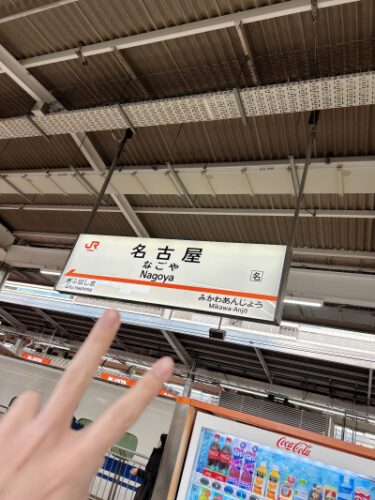 JR
名古屋
なごや
Nagoya
名
ぎふはしま
Gifu-Hashima
みかわあんじょう
Mikawa-Anjō
Coca-Cola